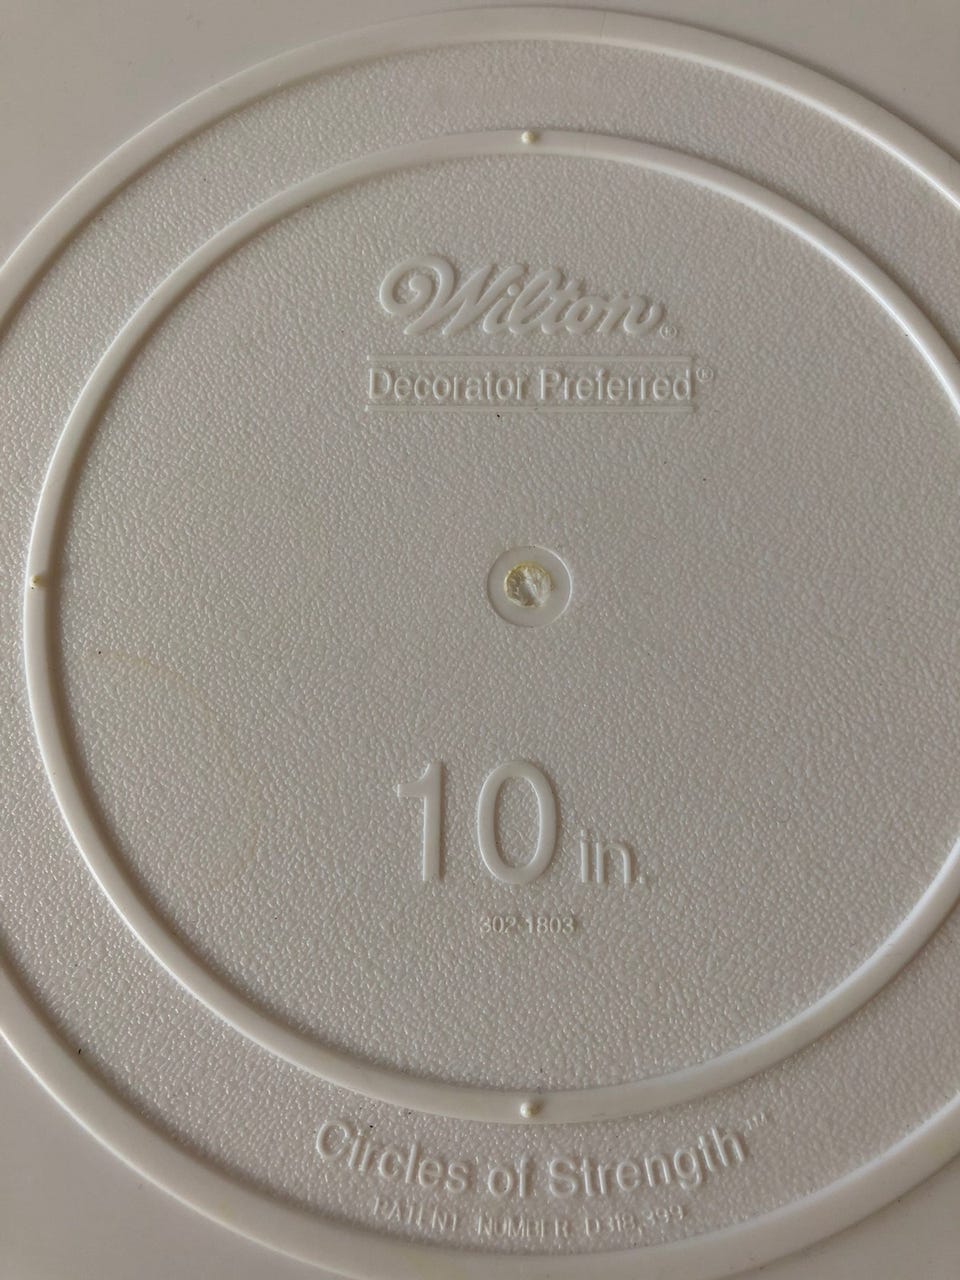 Wilton®
Decorator Preferred®
10 in.
302-1803
Circles of Strength™
PATENT NUMBER D318,399